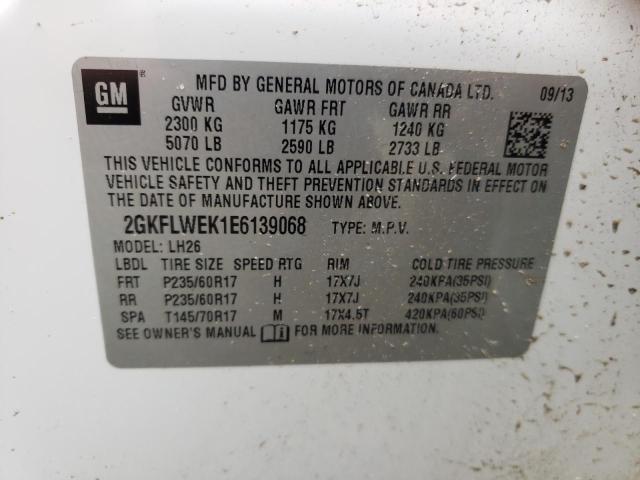 GM ® MFD BY GENERAL MOTORS OF CANADA LTD. 09/13
GVWR GAWR FRT GAWR RR
2300 KG 1175 KG 1240 KG
5070 LB 2590 LB 2733 LB
THIS VEHICLE CONFORMS TO ALL APPLICABLE U.S. FEDERAL MOTOR
VEHICLE SAFETY AND THEFT PREVENTION STANDARDS IN EFFECT ON
THE DATE OF MANUFACTURE SHOWN ABOVE.
2GKFLWEK1E6139068 TYPE: M.P.V.
MODEL: LH26
LBDL TIRE SIZE SPEED RTG RIM COLD TIRE PRESSURE
FRT P235/60R17 H 17X7J 240KPA(35PSI)
RR P235/60R17 H 17X7J 240KPA(35PSI)
SPA T145/70R17 M 17X4.5T 420KPA(60PSI)
SEE OWNER'S MANUAL FOR MORE INFORMATION.